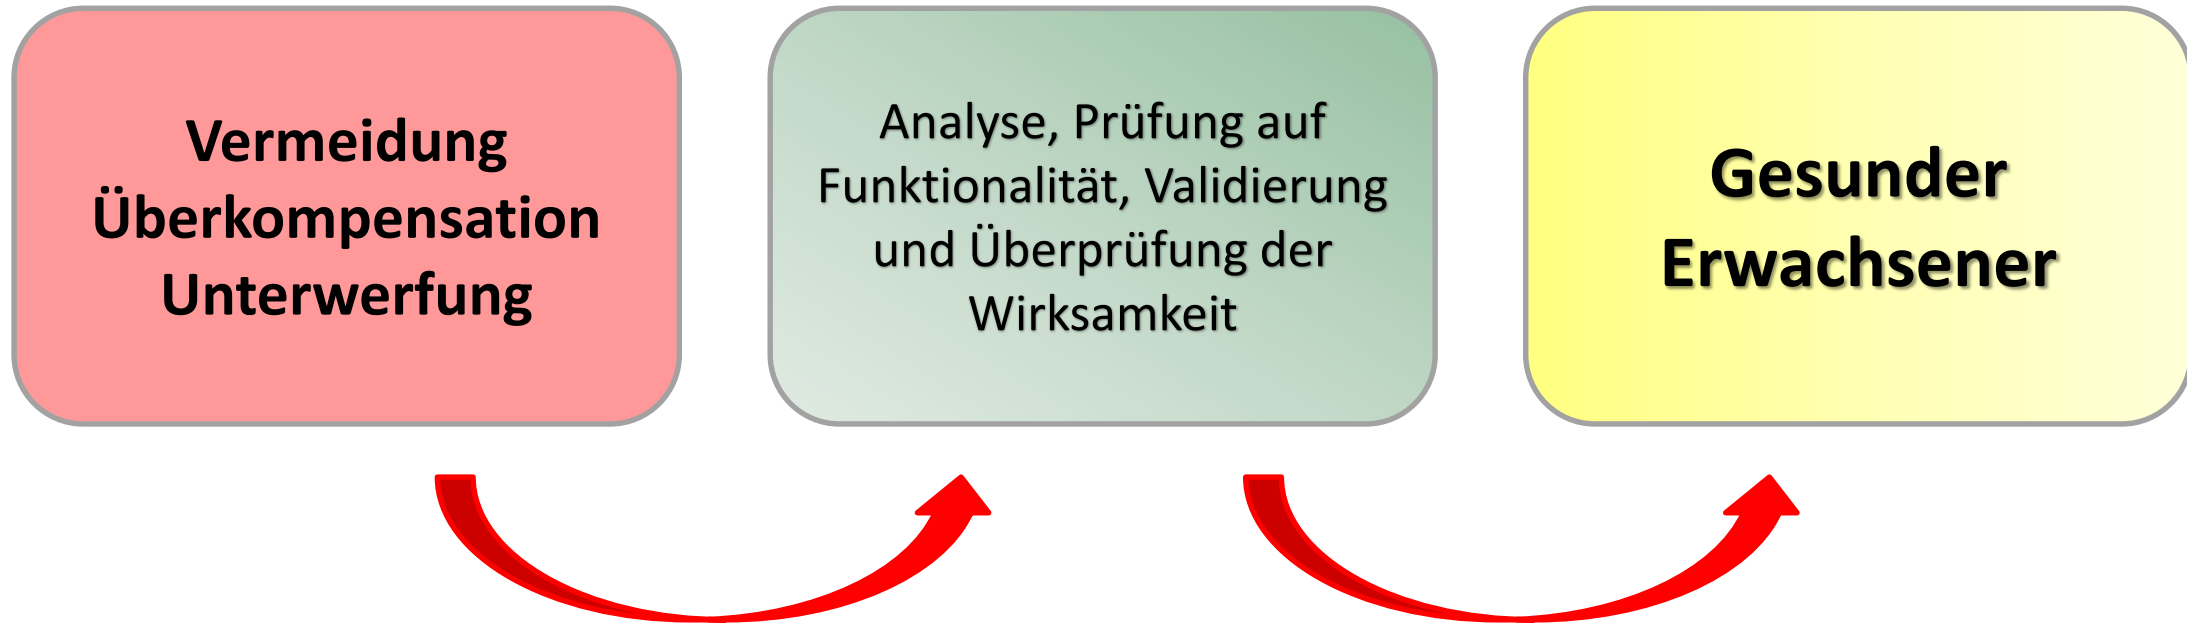 Vermeidung
Überkompensation
Unterwerfung
Analyse, Prüfung auf
Funktionalität, Validierung
und Überprüfung der
Wirksamkeit
Gesunder
Erwachsener